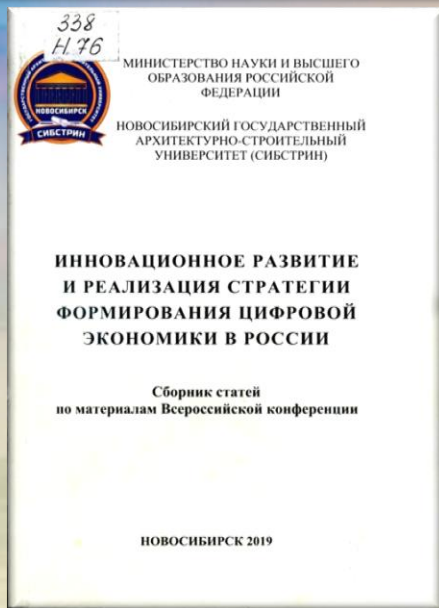 338
Н.76
НОВОСИБИРСК
СИБСТРИН
МИНИСТЕРСТВО НАУКИ И ВЫСШЕГО
ОБРАЗОВАНИЯ РОССИЙСКОЙ
ФЕДЕРАЦИИ
НОВОСИБИРСКИЙ ГОСУДАРСТВЕННЫЙ
АРХИТЕКТУРНО-СТРОИТЕЛЬНЫЙ
УНИВЕРСИТЕТ (СИБСТРИН)
ИННОВАЦИОННОЕ РАЗВИТИЕ
И РЕАЛИЗАЦИЯ СТРАТЕГИИ
ФОРМИРОВАНИЯ ЦИФРОВОЙ
ЭКОНОМИКИ В РОССИИ
Сборник статей
по материалам Всероссийской конференции
НОВОСИБИРСК 2019